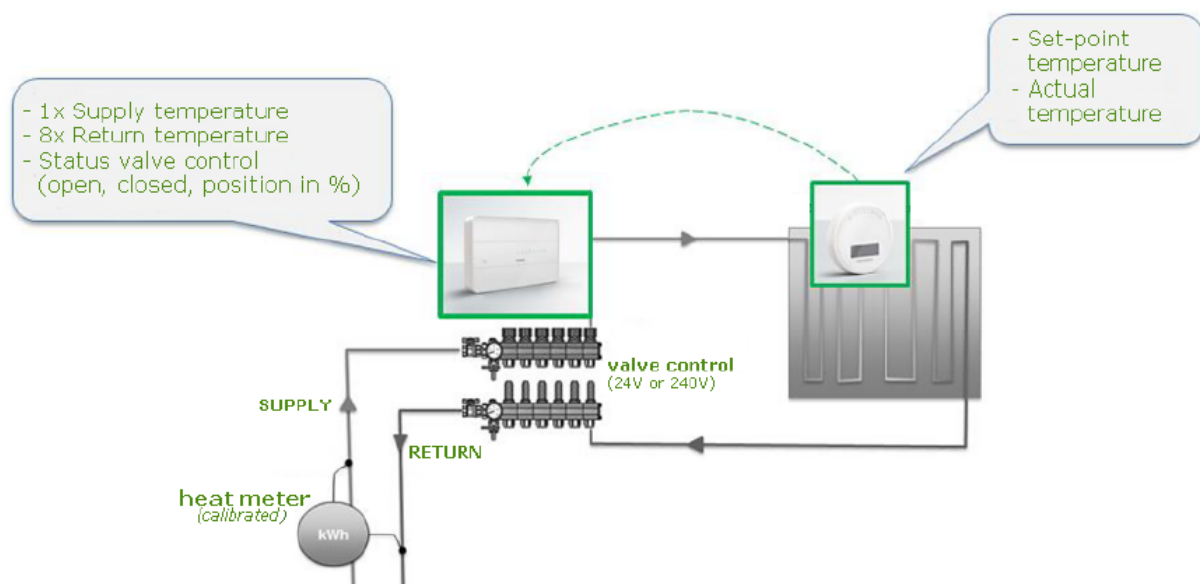 - Set-point
temperature
- Actual
temperature
- 1x Supply temperature
- 8x Return temperature
- Status valve control
(open, closed, position in %)
valve control
(24V or 240V)
SUPPLY
RETURN
heat meter
(calibrated)
kWh